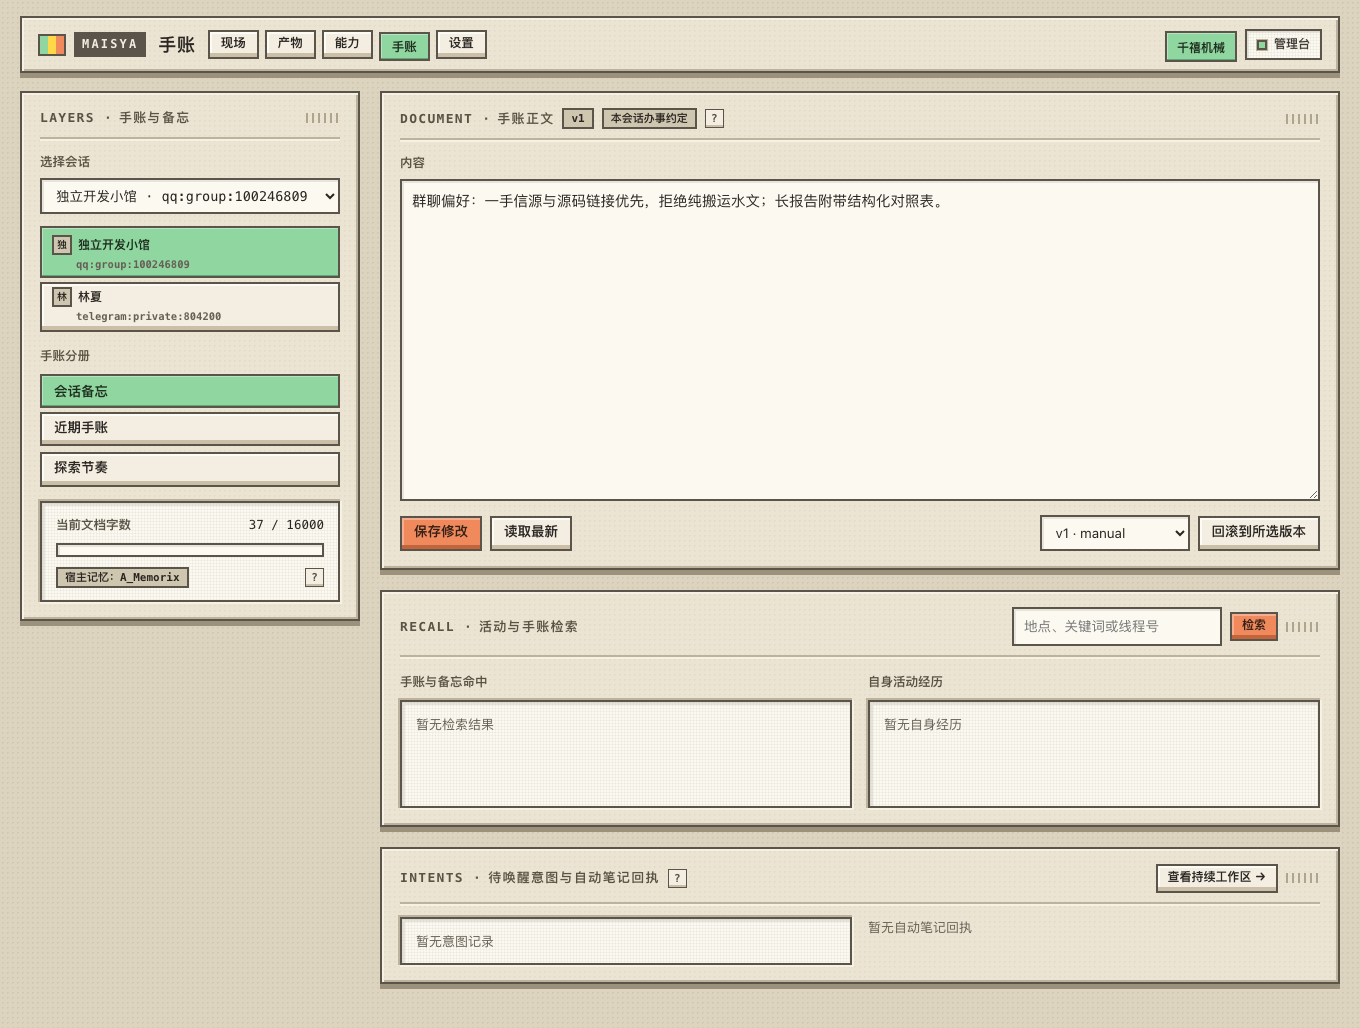 MAISYA 手账 现场 产物 能力 手账 设置 千禧机械 管理台
LAYERS · 手账与备忘
选择会话
独立开发小馆 · qq:group:100246809
独 独立开发小馆
qq:group:100246809
林 林夏
telegram:private:804200
手账分册
会话备忘
近期手账
探索节奏
当前文档字数 37 / 16000
宿主记忆: A_Memorix ?
DOCUMENT · 手账正文 v1 本会话办事约定 ?
内容
群聊偏好：一手信源与源码链接优先，拒绝纯搬运水文；长报告附带结构化对照表。
保存修改 读取最新 v1 · manual 回滚到所选版本
RECALL · 活动与手账检索 地点、关键词或线程号 检索
手账与备忘命中 自身活动经历
暂无检索结果 暂无自身经历
INTENTS · 待唤醒意图与自动笔记回执 ? 查看持续工作区 →
暂无意图记录 暂无自动笔记回执